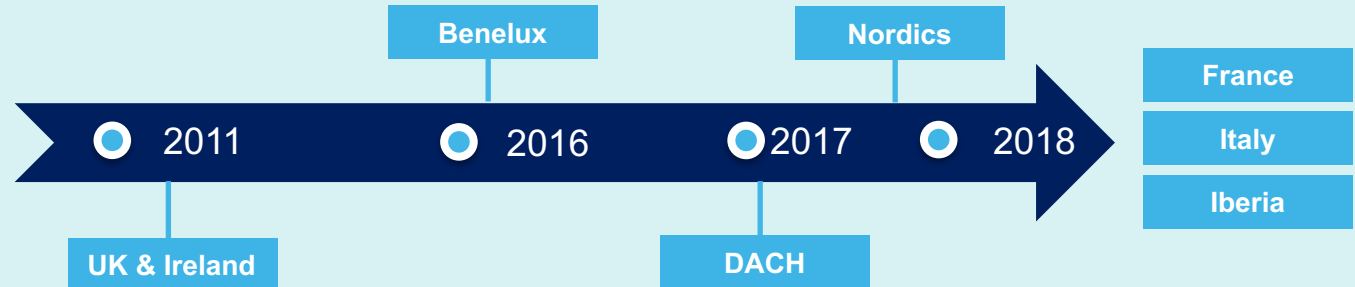 Benelux
Nordics
France
2011
2016
2017
2018
Italy
Iberia
UK & Ireland
DACH